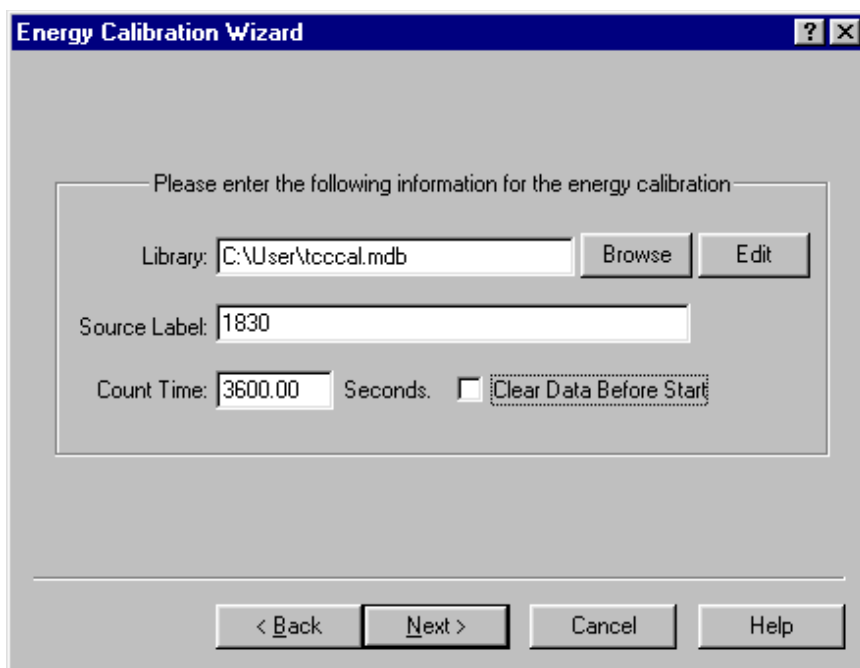 Energy Calibration Wizard
Please enter the following information for the energy calibration
Library: C:\User\tcccal.mdb Browse Edit
Source Label: 1830
Count Time: 3600.00 Seconds. Clear Data Before Start
< Back Next > Cancel Help